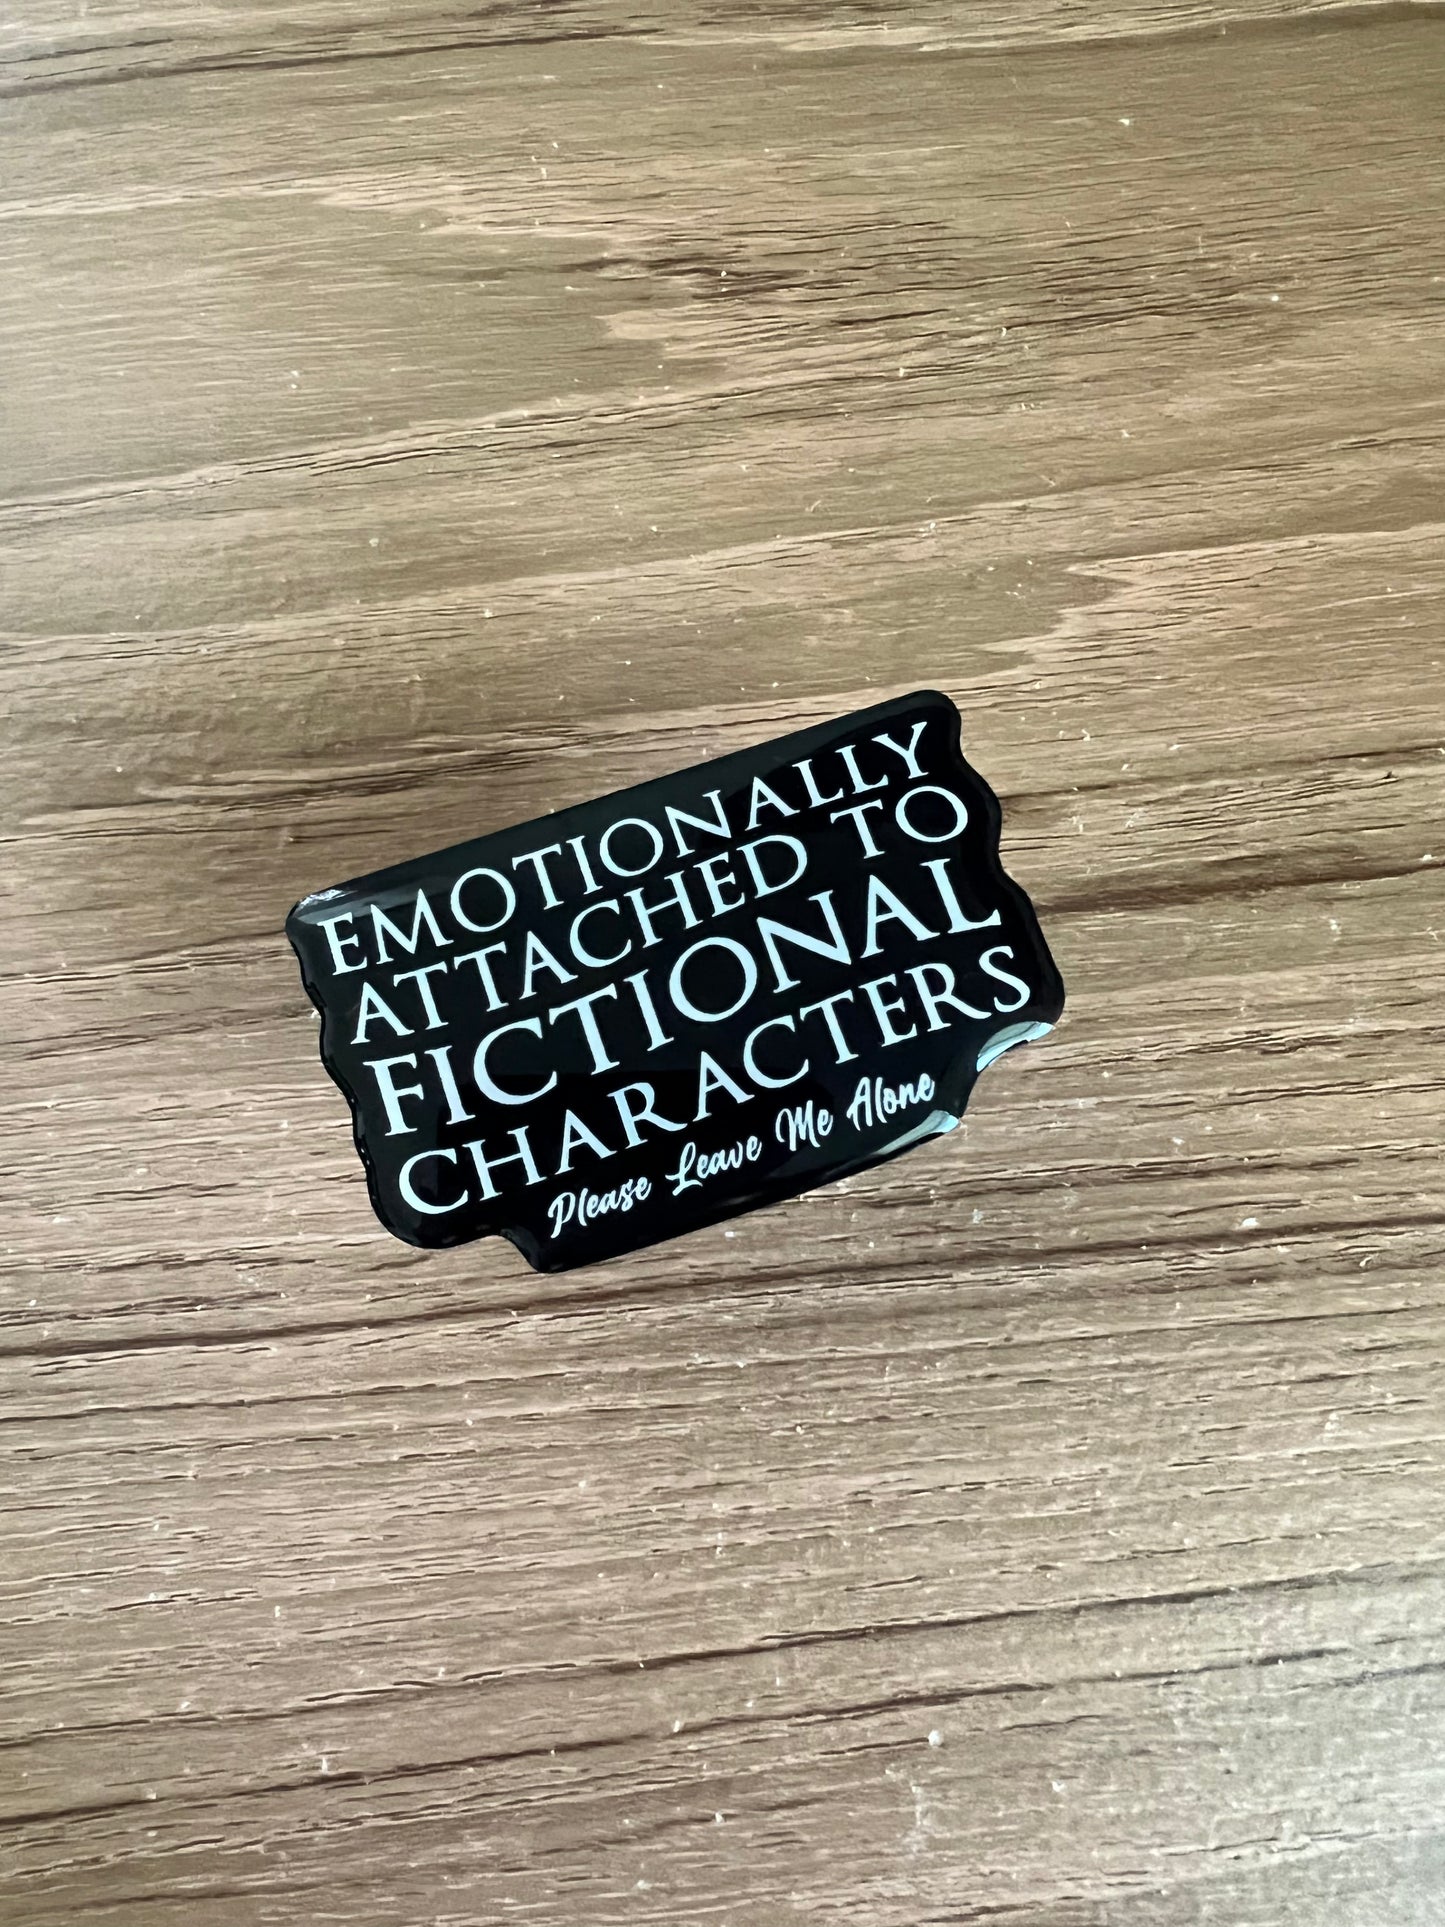 EMOTIONALLY
ATTACHED TO
FICTIONAL
CHARACTERS
Please Leave Me Alone